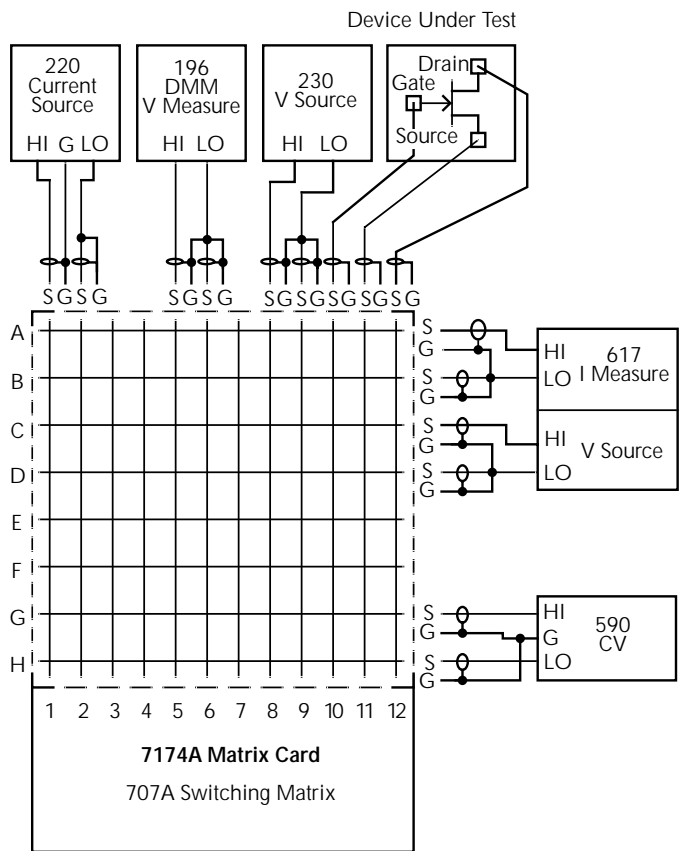 Device Under Test
220
Current
Source
HI G LO
196
DMM
V Measure
HI LO
230
V Source
HI LO
Drain
Gate
Source
S G S G
S G S G
S G S G S G S G S G
A
B
C
D
E
F
G
H
S
G
S
G
S
G
S
G
S
G
S
G
HI
LO
617
I Measure
HI
LO
V Source
HI
G
LO
590
CV
1 2 3 4 5 6 7 8 9 10 11 12
7174A Matrix Card
707A Switching Matrix